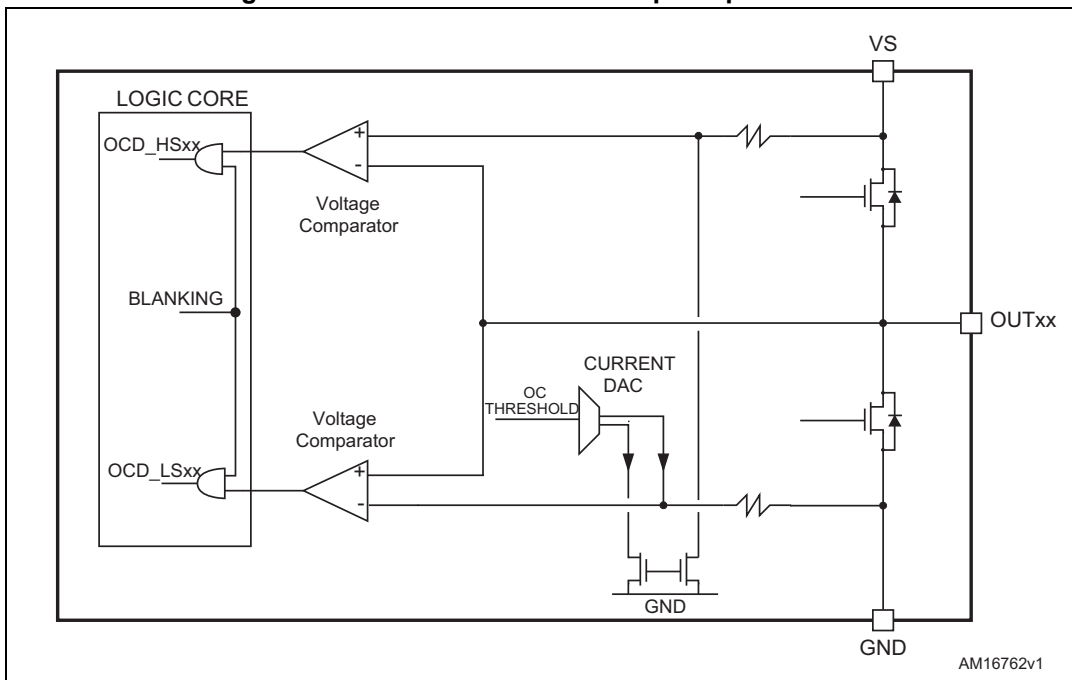 VS
LOGIC CORE
OCD_HSxx
+
-
Voltage
Comparator
BLANKING
OUTxx
CURRENT
DAC
OC
THRESHOLD
Voltage
Comparator
OCD_LSxx
+
-
GND
GND
AM16762v1